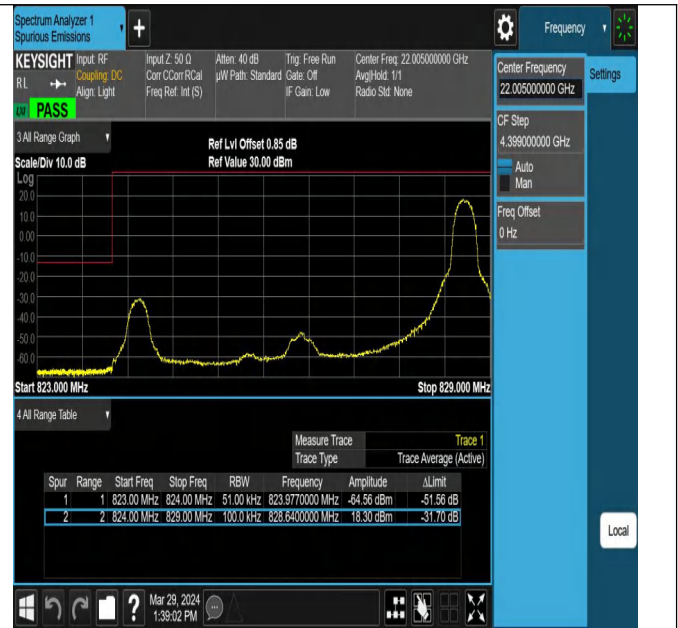 Spectrum Analyzer 1
Spurious Emissions
+
Frequency
KEYSIGHT Input: RF Input Z: 50 Ω Atten: 40 dB Trig: Free Run Center Freq: 22.005000000 GHz
RL Coupling: DC Corr CCorr RCal µW Path: Standard Gate: Off Avg|Hold: 1/1
Align: Light Freq Ref: Int (S) IF Gain: Low Radio Std: None
LXI PASS
Center Frequency
22.005000000 GHz
Settings
CF Step
4.399000000 GHz
Auto
Man
Freq Offset
0 Hz
3 All Range Graph
Ref Lvl Offset 0.85 dB
Scale/Div 10.0 dB Ref Value 30.00 dBm
Log
20.0
10.0
0.00
-10.0
-20.0
-30.0
-40.0
-50.0
-60.0
Start 823.000 MHz Stop 829.000 MHz
4 All Range Table
Measure Trace Trace 1
Trace Type Trace Average (Active)
Spur Range Start Freq Stop Freq RBW Frequency Amplitude ΔLimit
1 1 823.00 MHz 824.00 MHz 51.00 kHz 823.9770000 MHz -64.56 dBm -51.56 dB
2 2 824.00 MHz 829.00 MHz 100.0 kHz 828.6400000 MHz 18.30 dBm -31.70 dB
Local
? Mar 29, 2024
1:39:02 PM